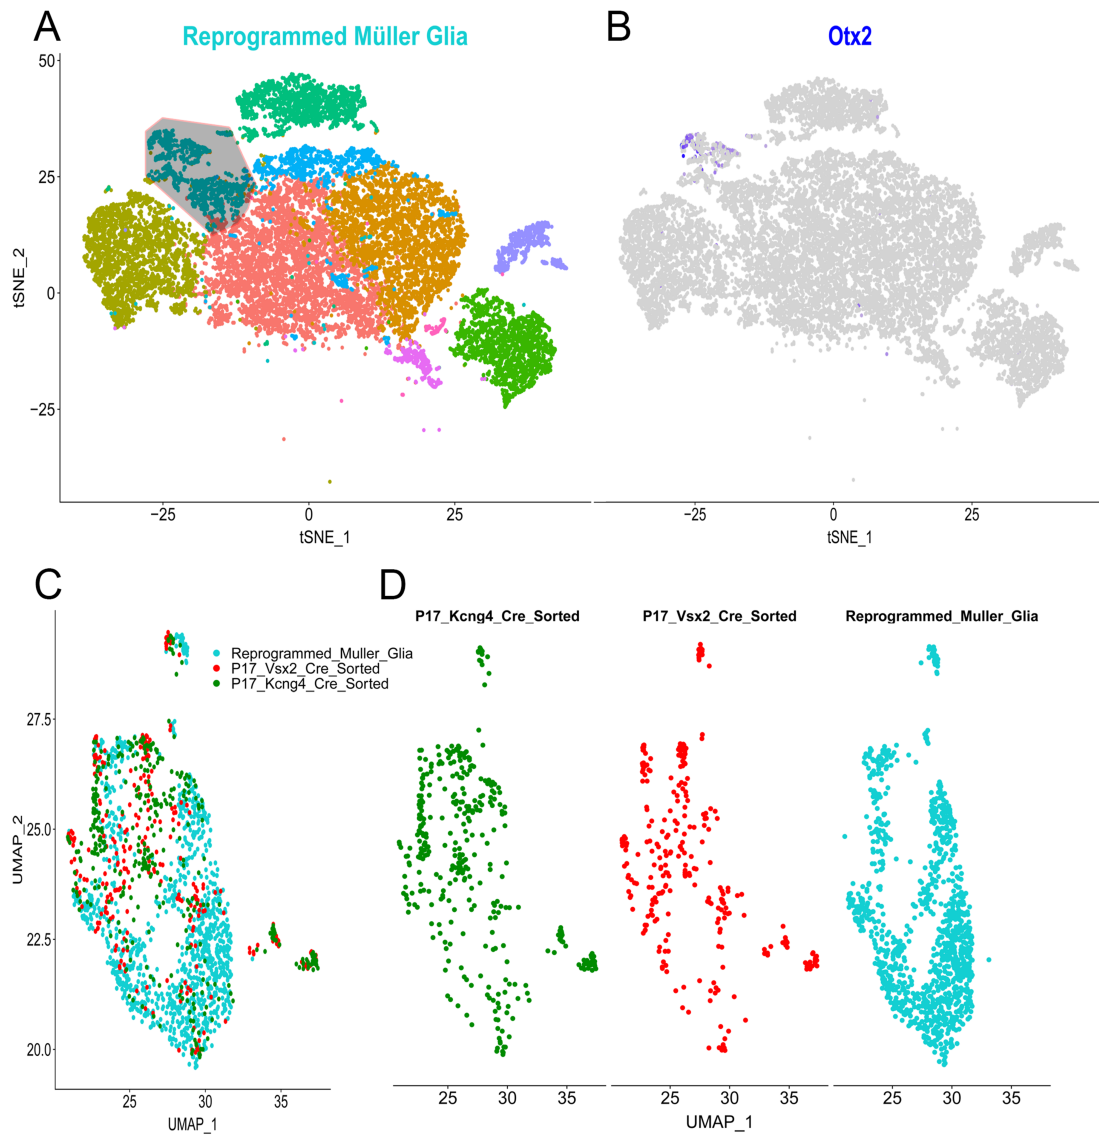 A
Reprogrammed Müller Glia
50
25
0
−25
tSNE_2
−25
0
25
tSNE_1
B
Otx2
−25
0
25
tSNE_1
C
Reprogrammed_Muller_Glia
P17_Vsx2_Cre_Sorted
P17_Kcng4_Cre_Sorted
27.5
25.0
22.5
20.0
UMAP_2
25
30
35
UMAP_1
D
P17_Kcng4_Cre_Sorted
P17_Vsx2_Cre_Sorted
Reprogrammed_Muller_Glia
25
30
35
25
30
35
25
30
35
UMAP_1